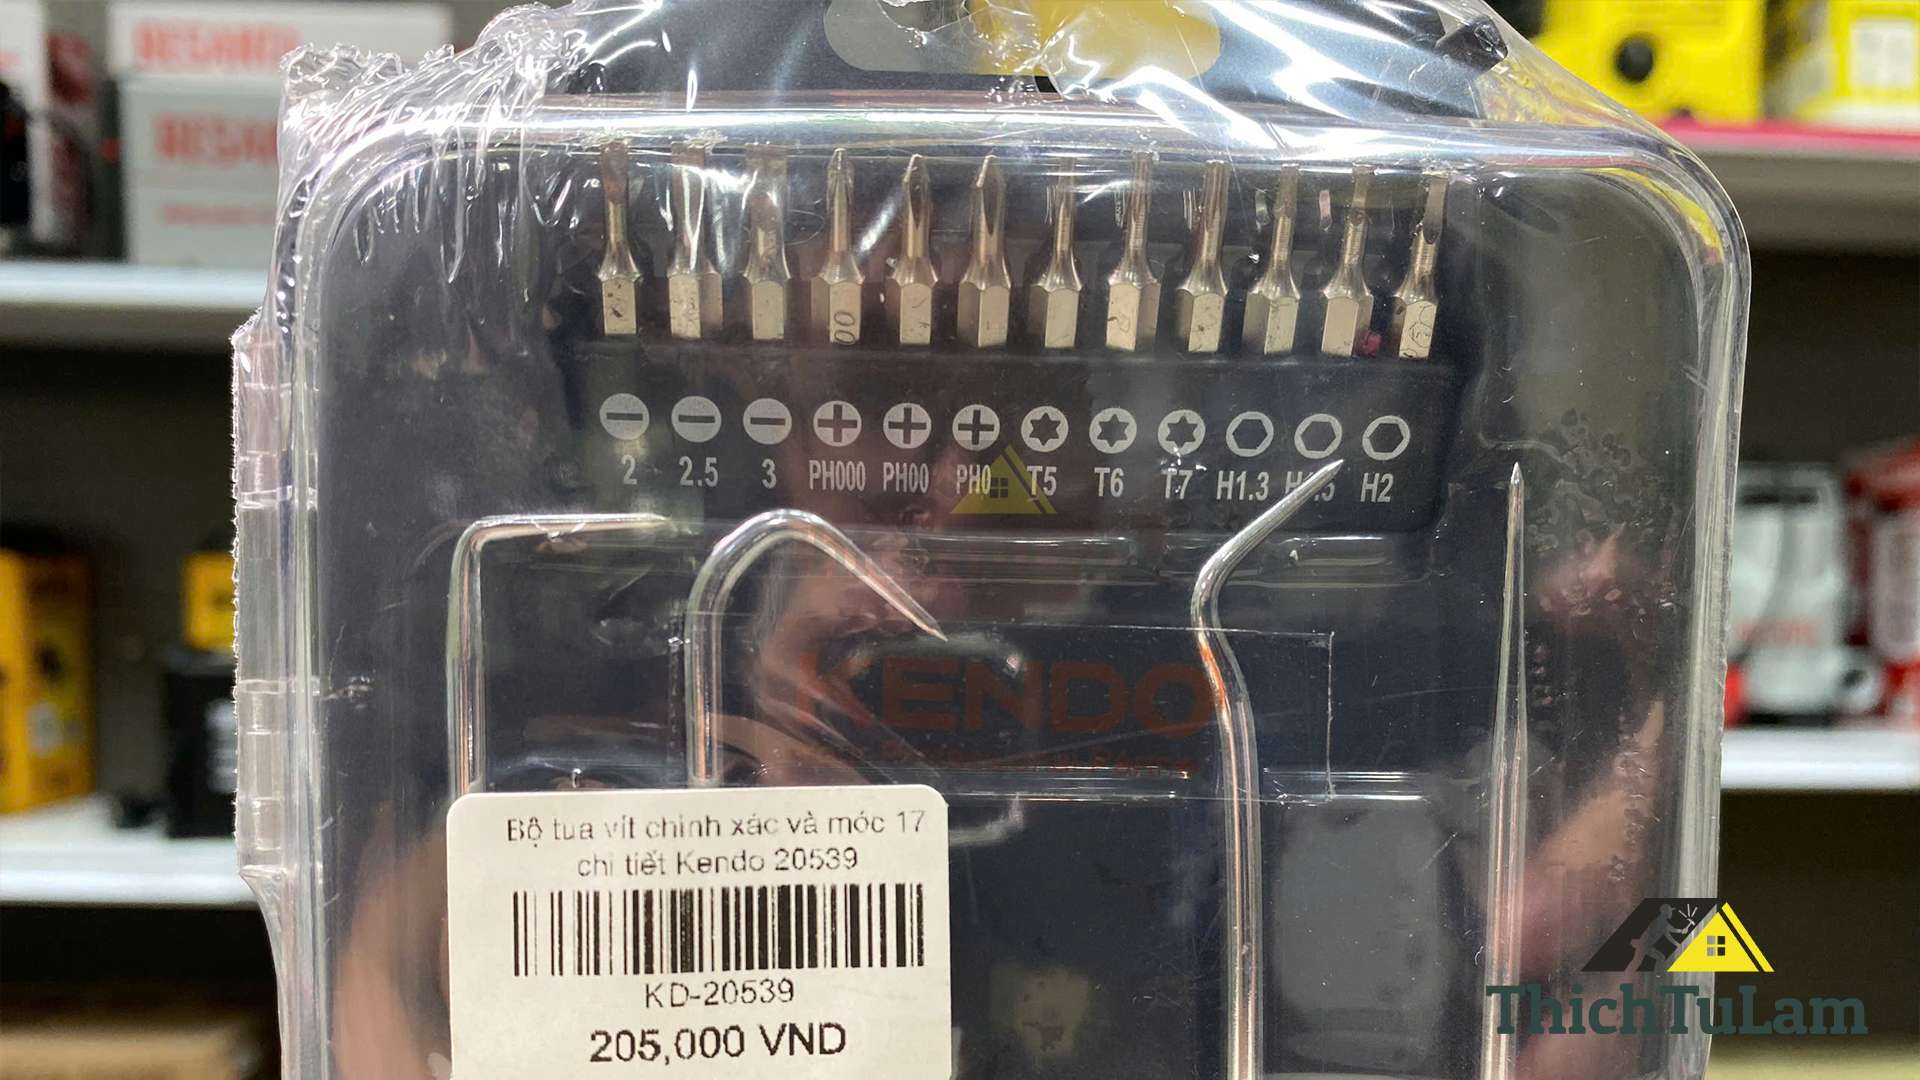 2 2.5 3 PH000 PH00 PH0 T5 T6 T7 H1.3 H2
KENDO
Bộ tua vít chính xác và móc 17
chi tiết Kendo 20539
KD-20539
205,000 VND
ThichTuLam